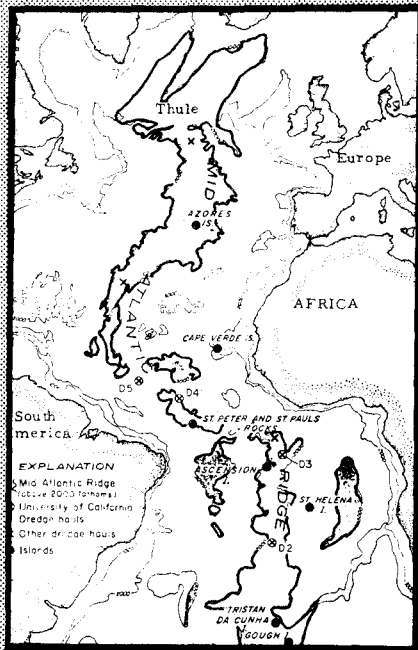 Thule
MID
Europe
AZORES
IS.
ATLANTIC
AFRICA
CAPE VERDE IS.
D5
D4
South
merica
ST. PETER AND ST PAULS
ROCKS
EXPLANATION
Mid Atlantic Ridge
(above 2000 fathoms)
University of California
Dredge hauls
Other dredge hauls
Islands
ASCENSION
I.
D3
RIDGE
ST. HELENA
I.
D2
TRISTAN
DA CUNHA
I.
GOUGH I.